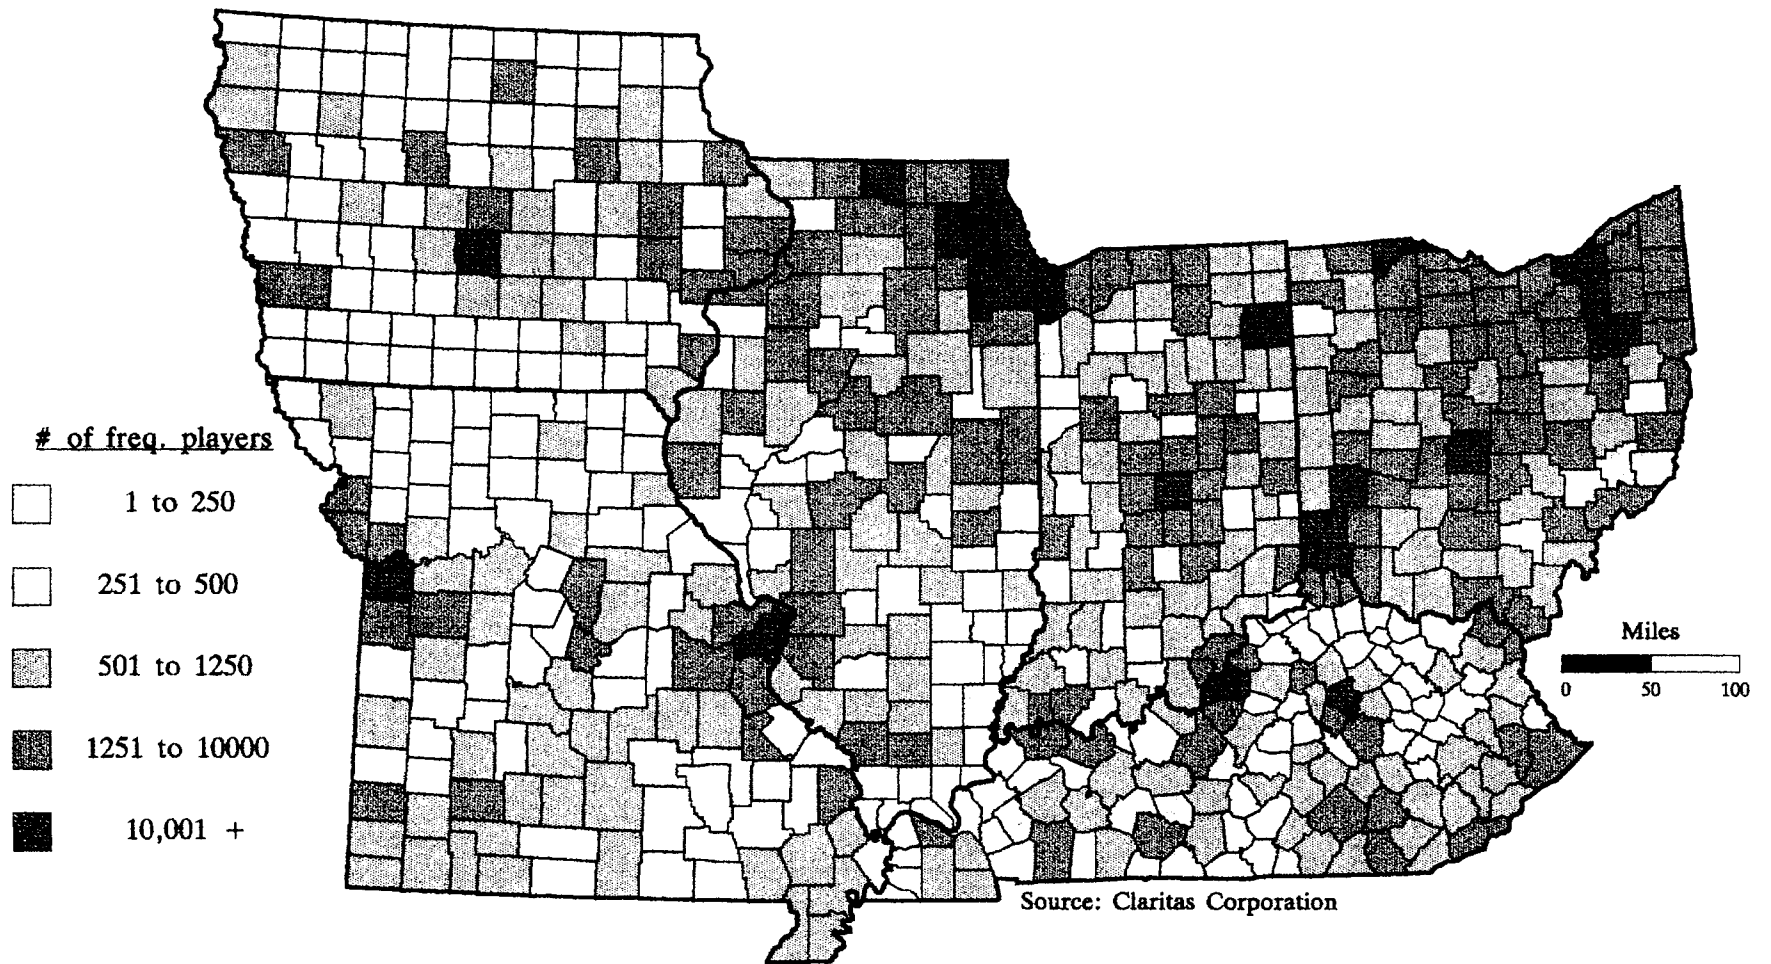 # of freq. players
1 to 250
251 to 500
501 to 1250
1251 to 10000
10,001 +
Miles
0 50 100
Source: Claritas Corporation